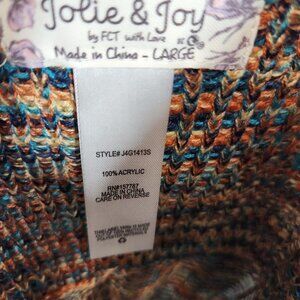 Jolie & Joy
by FCT with Love
Made in China - LARGE
STYLE# J4G1413S
100% ACRYLIC
RN#157787
MADE IN CHINA
CARE ON REVERSE